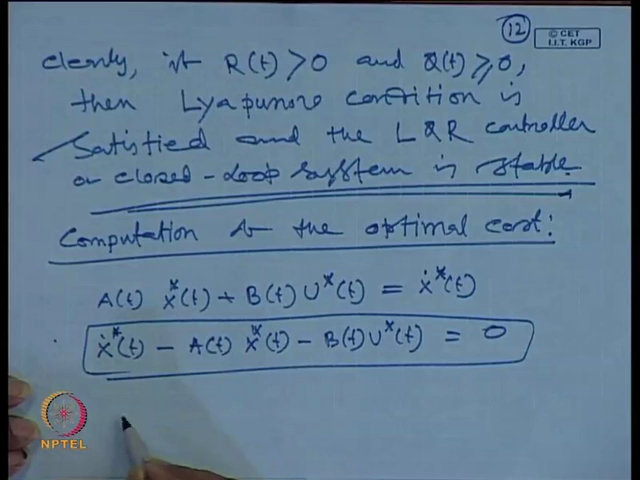 12
© CET
I.I.T. KGP
clearly, if R(t) > 0 and Q(t) ≥ 0,
then Lyapunov condition is
satisfied and the LQR controller
or closed-loop system is stable.
Computation of the optimal cost:
A(t) x*(t) + B(t) U*(t) = ẋ*(t)
ẋ*(t) − A(t) x*(t) − B(t) U*(t) = 0
NPTEL